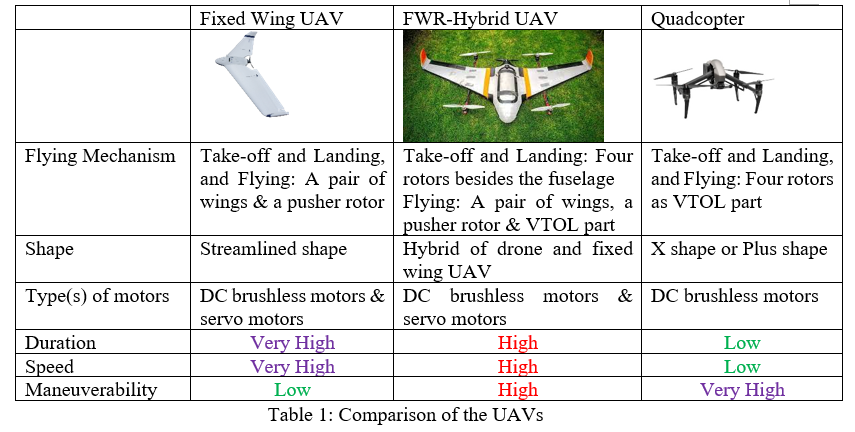 Fixed Wing UAV
FWR-Hybrid UAV
Quadcopter
Flying Mechanism
Take-off and Landing,
and Flying: A pair of
wings & a pusher rotor
Take-off and Landing: Four
rotors besides the fuselage
Flying: A pair of wings, a
pusher rotor & VTOL part
Take-off and Landing,
and Flying: Four rotors
as VTOL part
Shape
Streamlined shape
Hybrid of drone and fixed
wing UAV
X shape or Plus shape
Type(s) of motors
DC brushless motors &
servo motors
DC brushless motors &
servo motors
DC brushless motors
Duration
Very High
High
Low
Speed
Very High
High
Low
Maneuverability
Low
High
Very High
Table 1: Comparison of the UAVs